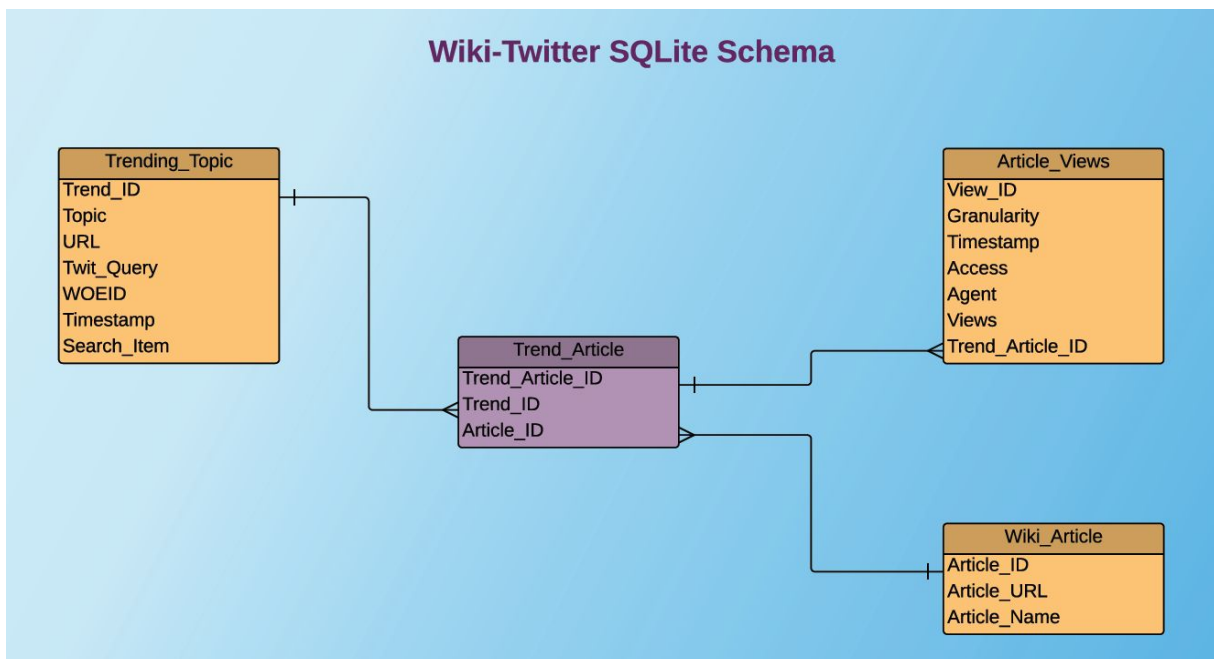 Wiki-Twitter SQLite Schema
Trending_Topic
Trend_ID
Topic
URL
Twit_Query
WOEID
Timestamp
Search_Item
Trend_Article
Trend_Article_ID
Trend_ID
Article_ID
Article_Views
View_ID
Granularity
Timestamp
Access
Agent
Views
Trend_Article_ID
Wiki_Article
Article_ID
Article_URL
Article_Name